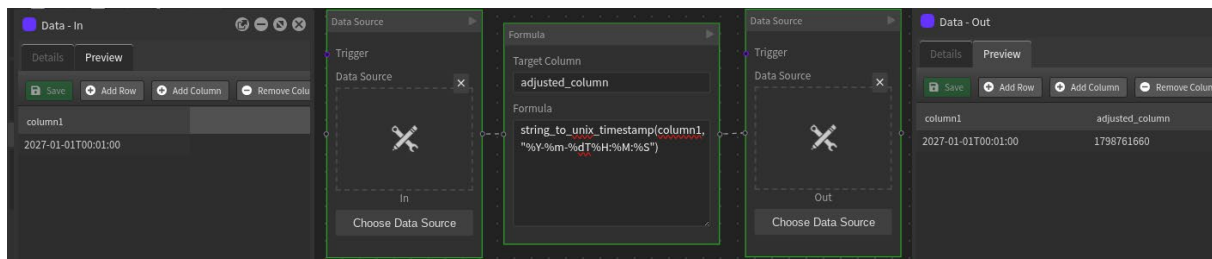 Data - In
Details
Preview
Save
Add Row
Add Column
Remove Colu
column1
2027-01-01T00:01:00
Data Source
Trigger
Data Source
In
Choose Data Source
Formula
Target Column
adjusted_column
Formula
string_to_unix_timestamp(column1,
"%Y-%m-%dT%H:%M:%S")
Data Source
Trigger
Data Source
Out
Choose Data Source
Data - Out
Details
Preview
Save
Add Row
Add Column
Remove Colum
column1 adjusted_column
2027-01-01T00:01:00 1798761660